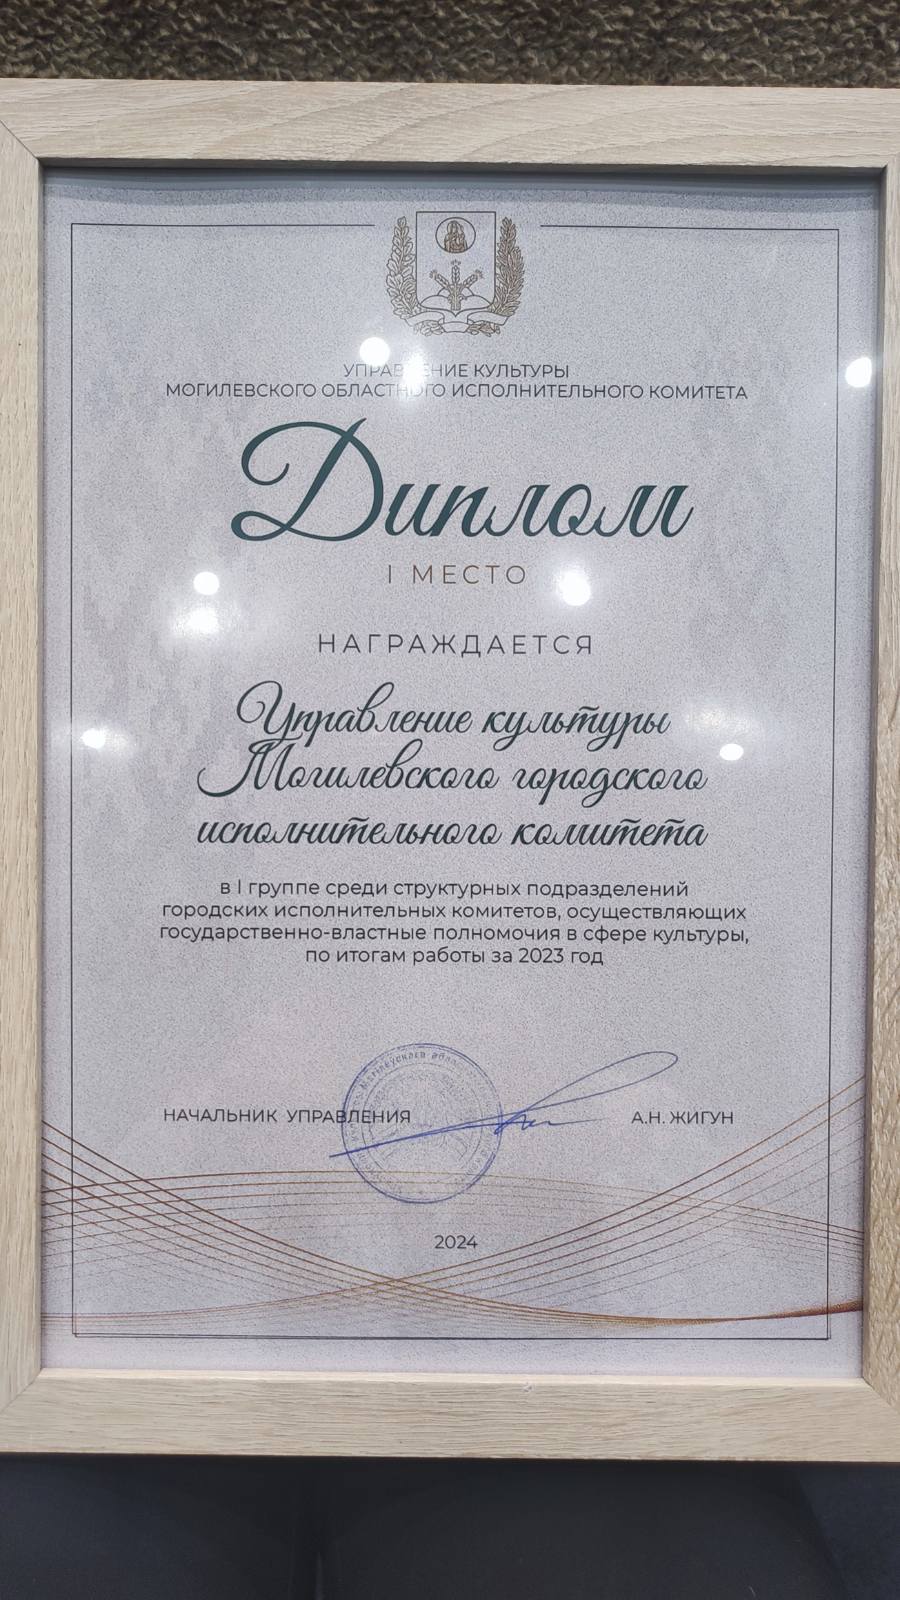 УПРАВЛЕНИЕ КУЛЬТУРЫ
МОГИЛЕВСКОГО ОБЛАСТНОГО ИСПОЛНИТЕЛЬНОГО КОМИТЕТА
Диплом
I МЕСТО
НАГРАЖДАЕТСЯ
Управление культуры
Могилевского городского
исполнительного комитета
в I группе среди структурных подразделений
городских исполнительных комитетов, осуществляющих
государственно-властные полномочия в сфере культуры,
по итогам работы за 2023 год
НАЧАЛЬНИК УПРАВЛЕНИЯ
А.Н. ЖИГУН
2024